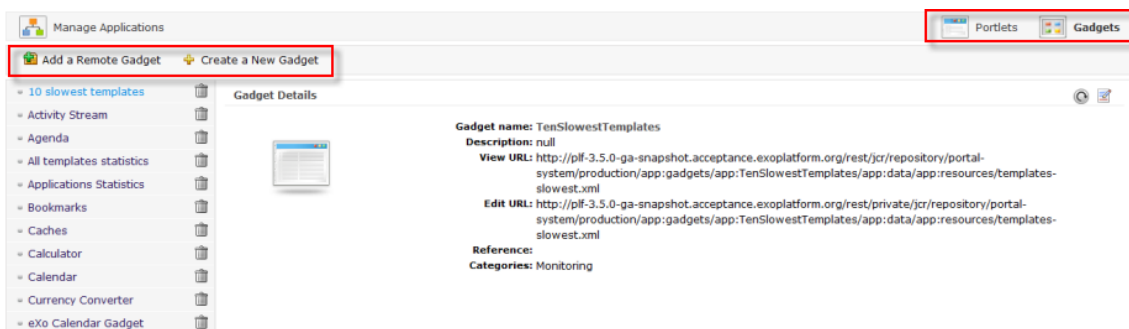 Manage Applications
Portlets
Gadgets
Add a Remote Gadget
Create a New Gadget
10 slowest templates
Activity Stream
Agenda
All templates statistics
Applications Statistics
Bookmarks
Caches
Calculator
Calendar
Currency Converter
eXo Calendar Gadget
Gadget Details
Gadget name: TenSlowestTemplates
Description: null
View URL: http://plf-3.5.0-ga-snapshot.acceptance.exoplatform.org/rest/jcr/repository/portal-
system/production/app:gadgets/app:TenSlowestTemplates/app:data/app:resources/templates-
slowest.xml
Edit URL: http://plf-3.5.0-ga-snapshot.acceptance.exoplatform.org/rest/private/jcr/repository/portal-
system/production/app:gadgets/app:TenSlowestTemplates/app:data/app:resources/templates-
slowest.xml
Reference:
Categories: Monitoring